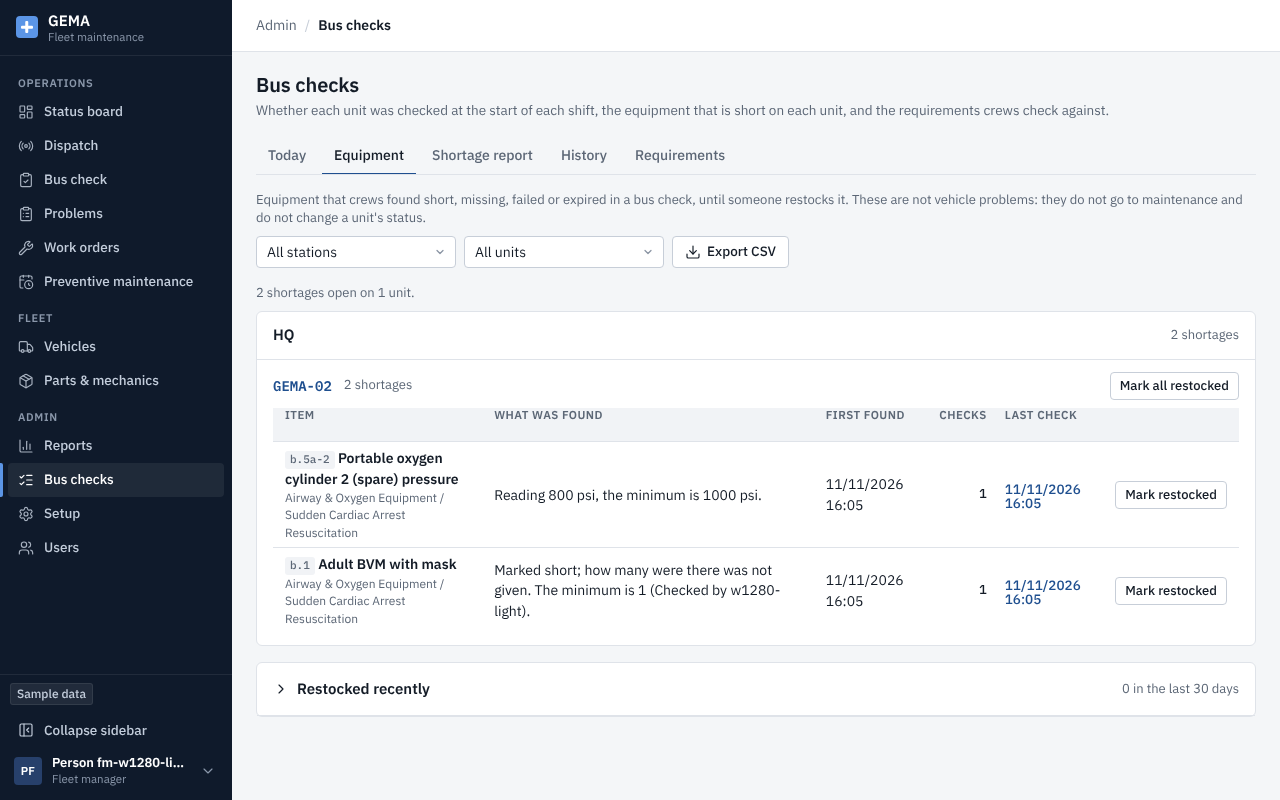 GEMA
Fleet maintenance
OPERATIONS
Status board
Dispatch
Bus check
Problems
Work orders
Preventive maintenance
FLEET
Vehicles
Parts & mechanics
ADMIN
Reports
Bus checks
Setup
Users
Sample data
Collapse sidebar
PF
Person fm-w1280-li...
Fleet manager
Admin / Bus checks
Bus checks
Whether each unit was checked at the start of each shift, the equipment that is short on each unit, and the requirements crews check against.
Today Equipment Shortage report History Requirements
Equipment that crews found short, missing, failed or expired in a bus check, until someone restocks it. These are not vehicle problems: they do not go to maintenance and
do not change a unit's status.
All stations All units Export CSV
2 shortages open on 1 unit.
HQ 2 shortages
GEMA-02 2 shortages Mark all restocked
ITEM WHAT WAS FOUND FIRST FOUND CHECKS LAST CHECK
b.5a-2 Portable oxygen
cylinder 2 (spare) pressure
Airway & Oxygen Equipment /
Sudden Cardiac Arrest
Resuscitation
Reading 800 psi, the minimum is 1000 psi.
11/11/2026
16:05
1
11/11/2026
16:05
Mark restocked
b.1 Adult BVM with mask
Airway & Oxygen Equipment /
Sudden Cardiac Arrest
Resuscitation
Marked short; how many were there was not
given. The minimum is 1 (Checked by w1280-
light).
11/11/2026
16:05
1
11/11/2026
16:05
Mark restocked
Restocked recently 0 in the last 30 days